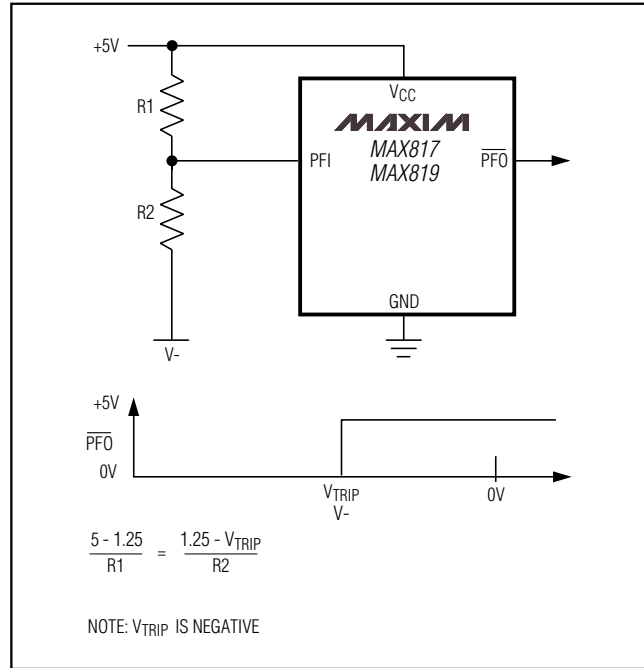 +5V
R1
VCC
MAXIM
MAX817
MAX819
PFI
PFO
R2
GND
V-
+5V
PFO
0V
VTRIP
0V
V-
5 - 1.25 / R1 = 1.25 - VTRIP / R2
NOTE: VTRIP IS NEGATIVE